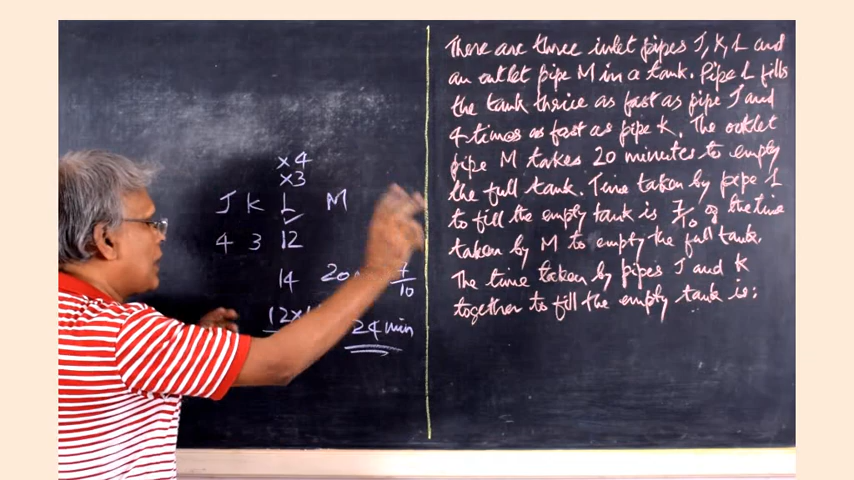 ×4
×3
J K L M
4 3 12
14 20 7/10
12×1
24 min
There are three inlet pipes J, K, L and
an outlet pipe M in a tank. Pipe L fills
the tank thrice as fast as pipe J and
4 times as fast as pipe K. The outlet
pipe M takes 20 minutes to empty
the full tank. Time taken by pipe L
to fill the empty tank is 7/10 of the time
taken by M to empty the full tank.
The time taken by pipes J and K
together to fill the empty tank is: